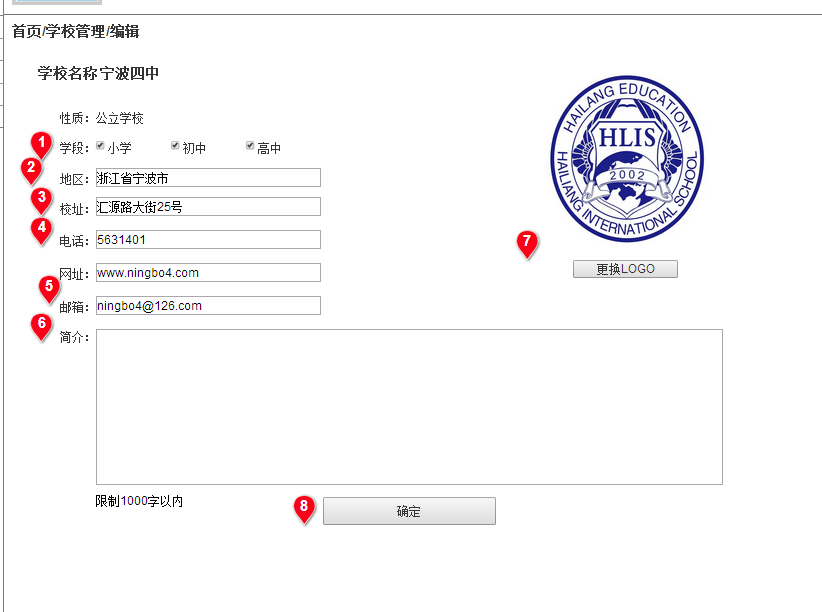 首页/学校管理/编辑
学校名称 宁波四中
性质：公立学校
1
学段：小学 初中 高中
2
地区：浙江省宁波市
3
校址：汇源路大街25号
4
电话：5631401
网址：www.ningbo4.com
5
邮箱：ningbo4@126.com
6
简介：
限制1000字以内
HAILANG EDUCATION
HLIS
2002
HAILIANG INTERNATIONAL SCHOOL
7
更换LOGO
8
确定